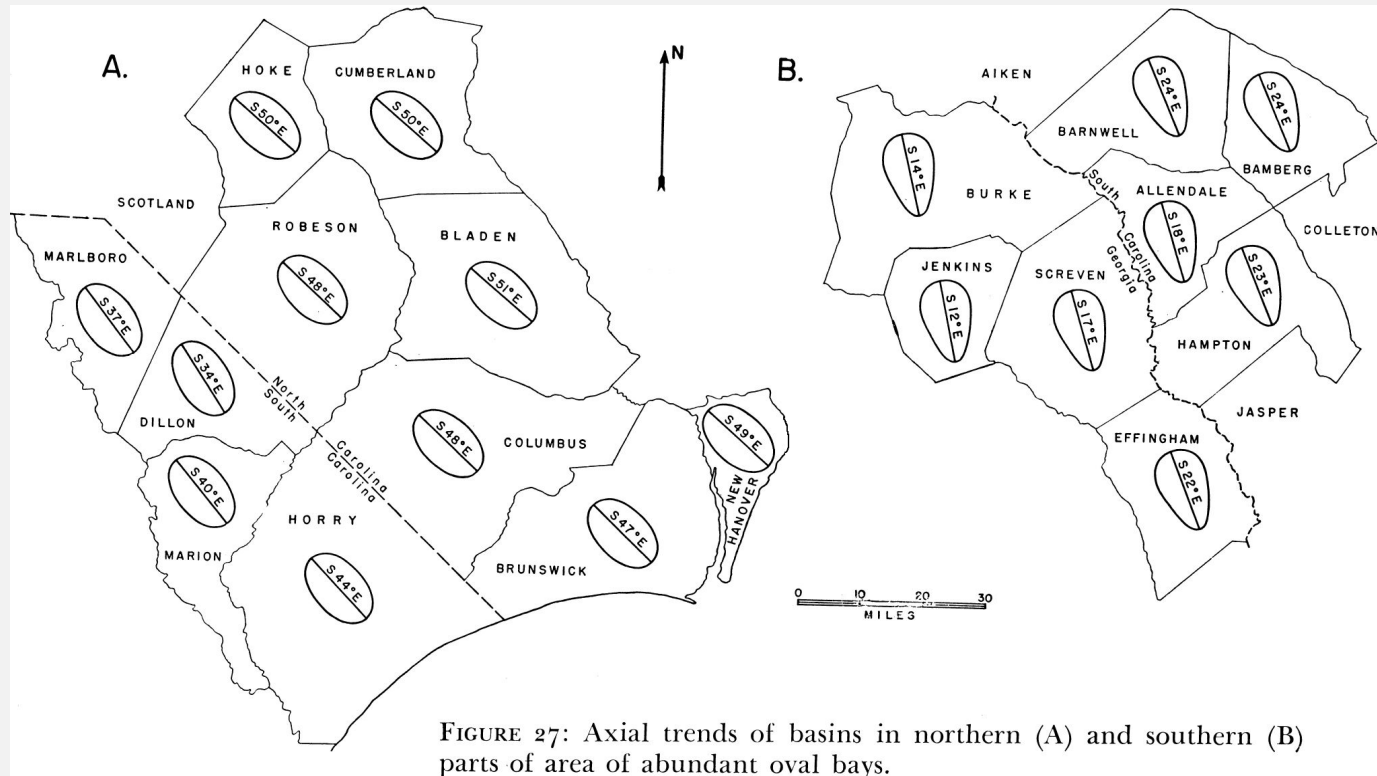 A.
N
HOKE
CUMBERLAND
S50°E
S50°E
SCOTLAND
ROBESON
BLADEN
MARLBORO
S48°E
S51°E
S37°E
S34°E
North
South
Carolina
Carolina
DILLON
S48°E
COLUMBUS
S49°E
NEW
HANOVER
S40°E
HORRY
MARION
S47°E
BRUNSWICK
S44°E
B.
AIKEN
S24°E
S24°E
BARNWELL
BAMBERG
S14°E
BURKE
South
Carolina
Georgia
ALLENDALE
S18°E
COLLETON
JENKINS
SCREVEN
S23°E
S12°E
S17°E
HAMPTON
JASPER
EFFINGHAM
S22°E
0 10 20 30
MILES
FIGURE 27: Axial trends of basins in northern (A) and southern (B)
parts of area of abundant oval bays.